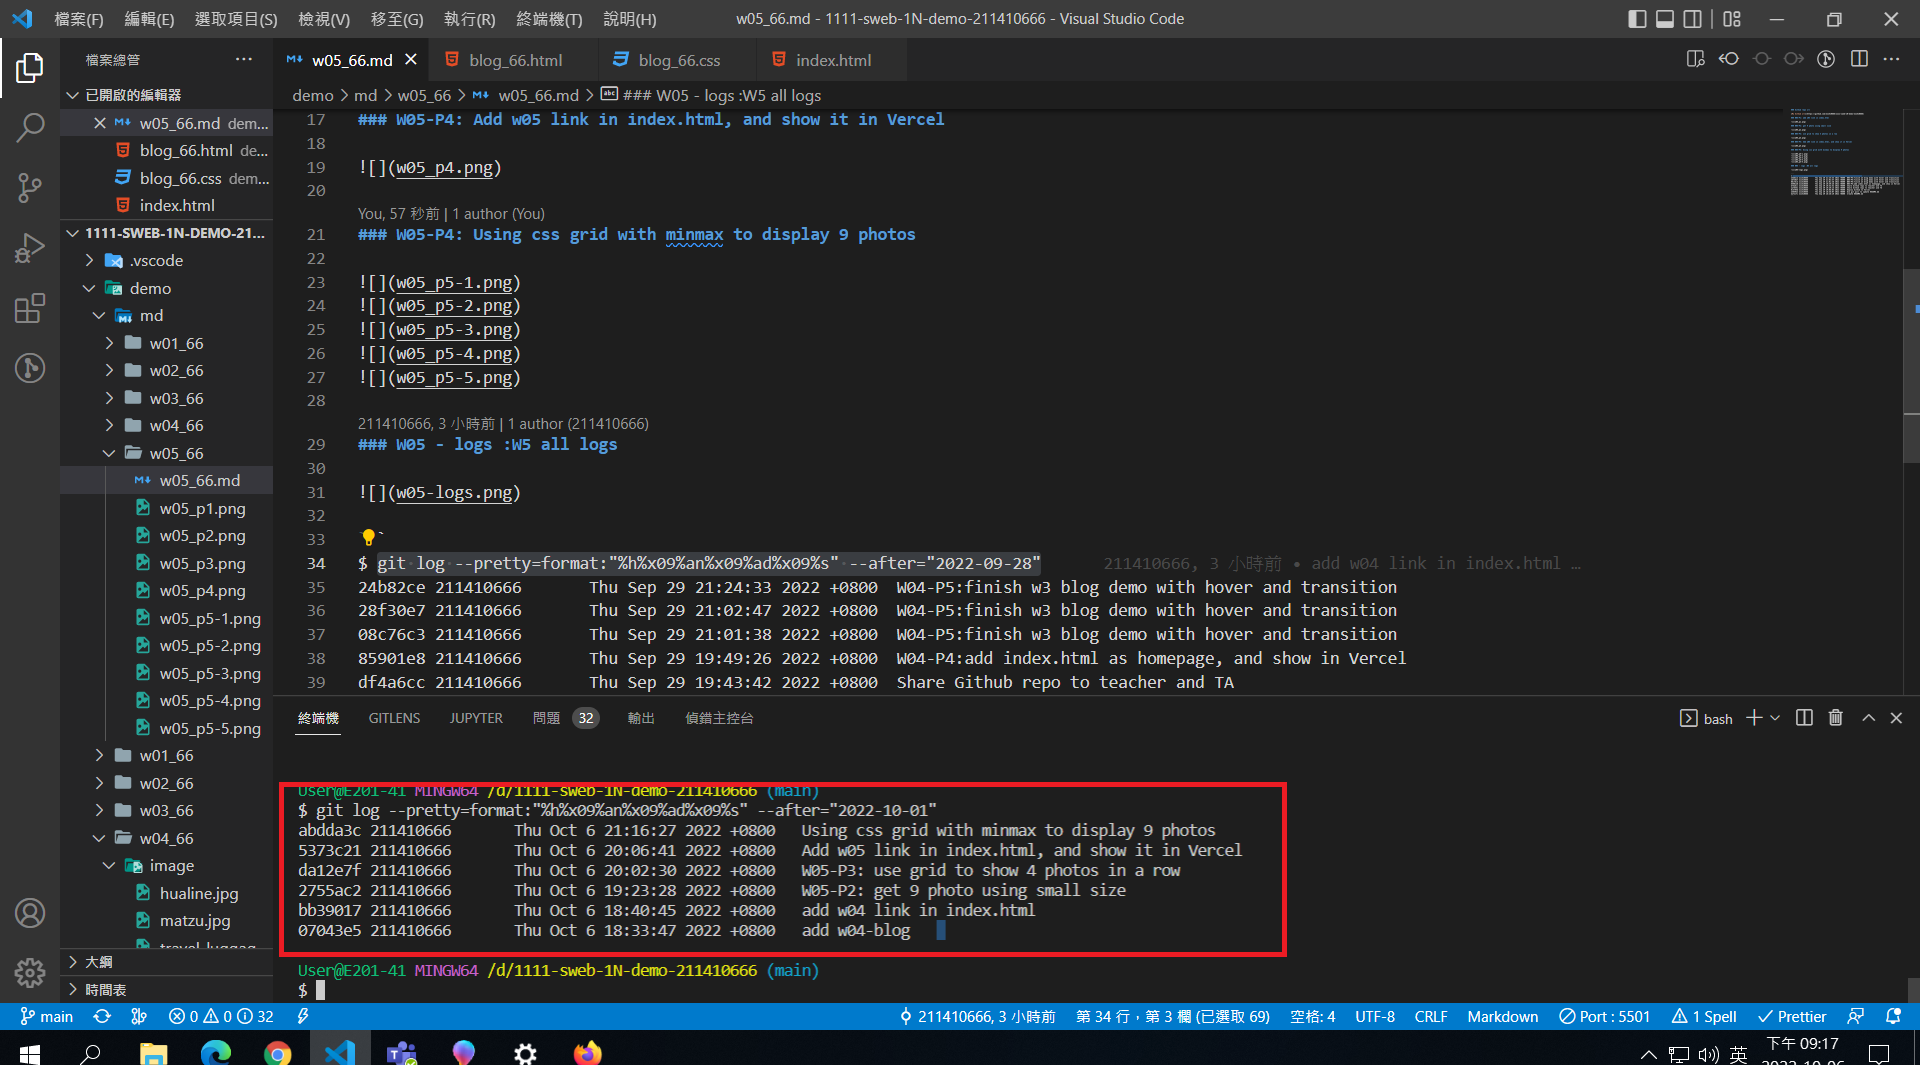 檔案(F) 編輯(E) 選取項目(S) 檢視(V) 移至(G) 執行(R) 終端機(T) 說明(H) w05_66.md - 1111-sweb-1N-demo-211410666 - Visual Studio Code
檔案總管
已開啟的編輯器
w05_66.md dem...
blog_66.html de...
blog_66.css dem...
index.html
1111-SWEB-1N-DEMO-21...
.vscode
demo
md
w01_66
w02_66
w03_66
w04_66
w05_66
w05_66.md
w05_p1.png
w05_p2.png
w05_p3.png
w05_p4.png
w05_p5-1.png
w05_p5-2.png
w05_p5-3.png
w05_p5-4.png
w05_p5-5.png
w01_66
w02_66
w03_66
w04_66
image
hualine.jpg
matzu.jpg
大綱
時間表
w05_66.md blog_66.html blog_66.css index.html
demo > md > w05_66 > w05_66.md > ### W05 - logs :W5 all logs
17 ### W05-P4: Add w05 link in index.html, and show it in Vercel
18
19 ![](w05_p4.png)
20
You, 57 秒前 | 1 author (You)
21 ### W05-P4: Using css grid with minmax to display 9 photos
22
23 ![](w05_p5-1.png)
24 ![](w05_p5-2.png)
25 ![](w05_p5-3.png)
26 ![](w05_p5-4.png)
27 ![](w05_p5-5.png)
28
211410666, 3 小時前 | 1 author (211410666)
29 ### W05 - logs :W5 all logs
30
31 ![](w05-logs.png)
32
33 `
34 $ git log --pretty=format:"%h%x09%an%x09%ad%x09%s" --after="2022-09-28" 211410666, 3 小時前 • add w04 link in index.html …
35 24b82ce 211410666 Thu Sep 29 21:24:33 2022 +0800 W04-P5:finish w3 blog demo with hover and transition
36 28f30e7 211410666 Thu Sep 29 21:02:47 2022 +0800 W04-P5:finish w3 blog demo with hover and transition
37 08c76c3 211410666 Thu Sep 29 21:01:38 2022 +0800 W04-P5:finish w3 blog demo with hover and transition
38 85901e8 211410666 Thu Sep 29 19:49:26 2022 +0800 W04-P4:add index.html as homepage, and show in Vercel
39 df4a6cc 211410666 Thu Sep 29 19:43:42 2022 +0800 Share Github repo to teacher and TA
終端機 GITLENS JUPYTER 問題 32 輸出 偵錯主控台 bash
User@E201-41 MINGW64 /d/1111-sweb-1N-demo-211410666 (main)
$ git log --pretty=format:"%h%x09%an%x09%ad%x09%s" --after="2022-10-01"
abdda3c 211410666 Thu Oct 6 21:16:27 2022 +0800 Using css grid with minmax to display 9 photos
5373c21 211410666 Thu Oct 6 20:06:41 2022 +0800 Add w05 link in index.html, and show it in Vercel
da12e7f 211410666 Thu Oct 6 20:02:30 2022 +0800 W05-P3: use grid to show 4 photos in a row
2755ac2 211410666 Thu Oct 6 19:23:28 2022 +0800 W05-P2: get 9 photo using small size
bb39017 211410666 Thu Oct 6 18:40:45 2022 +0800 add w04 link in index.html
07043e5 211410666 Thu Oct 6 18:33:47 2022 +0800 add w04-blog
User@E201-41 MINGW64 /d/1111-sweb-1N-demo-211410666 (main)
$
main 0 0 32 211410666, 3 小時前 第 34 行，第 3 欄 (已選取 69) 空格: 4 UTF-8 CRLF Markdown Port : 5501 1 Spell Prettier
英 下午 09:17